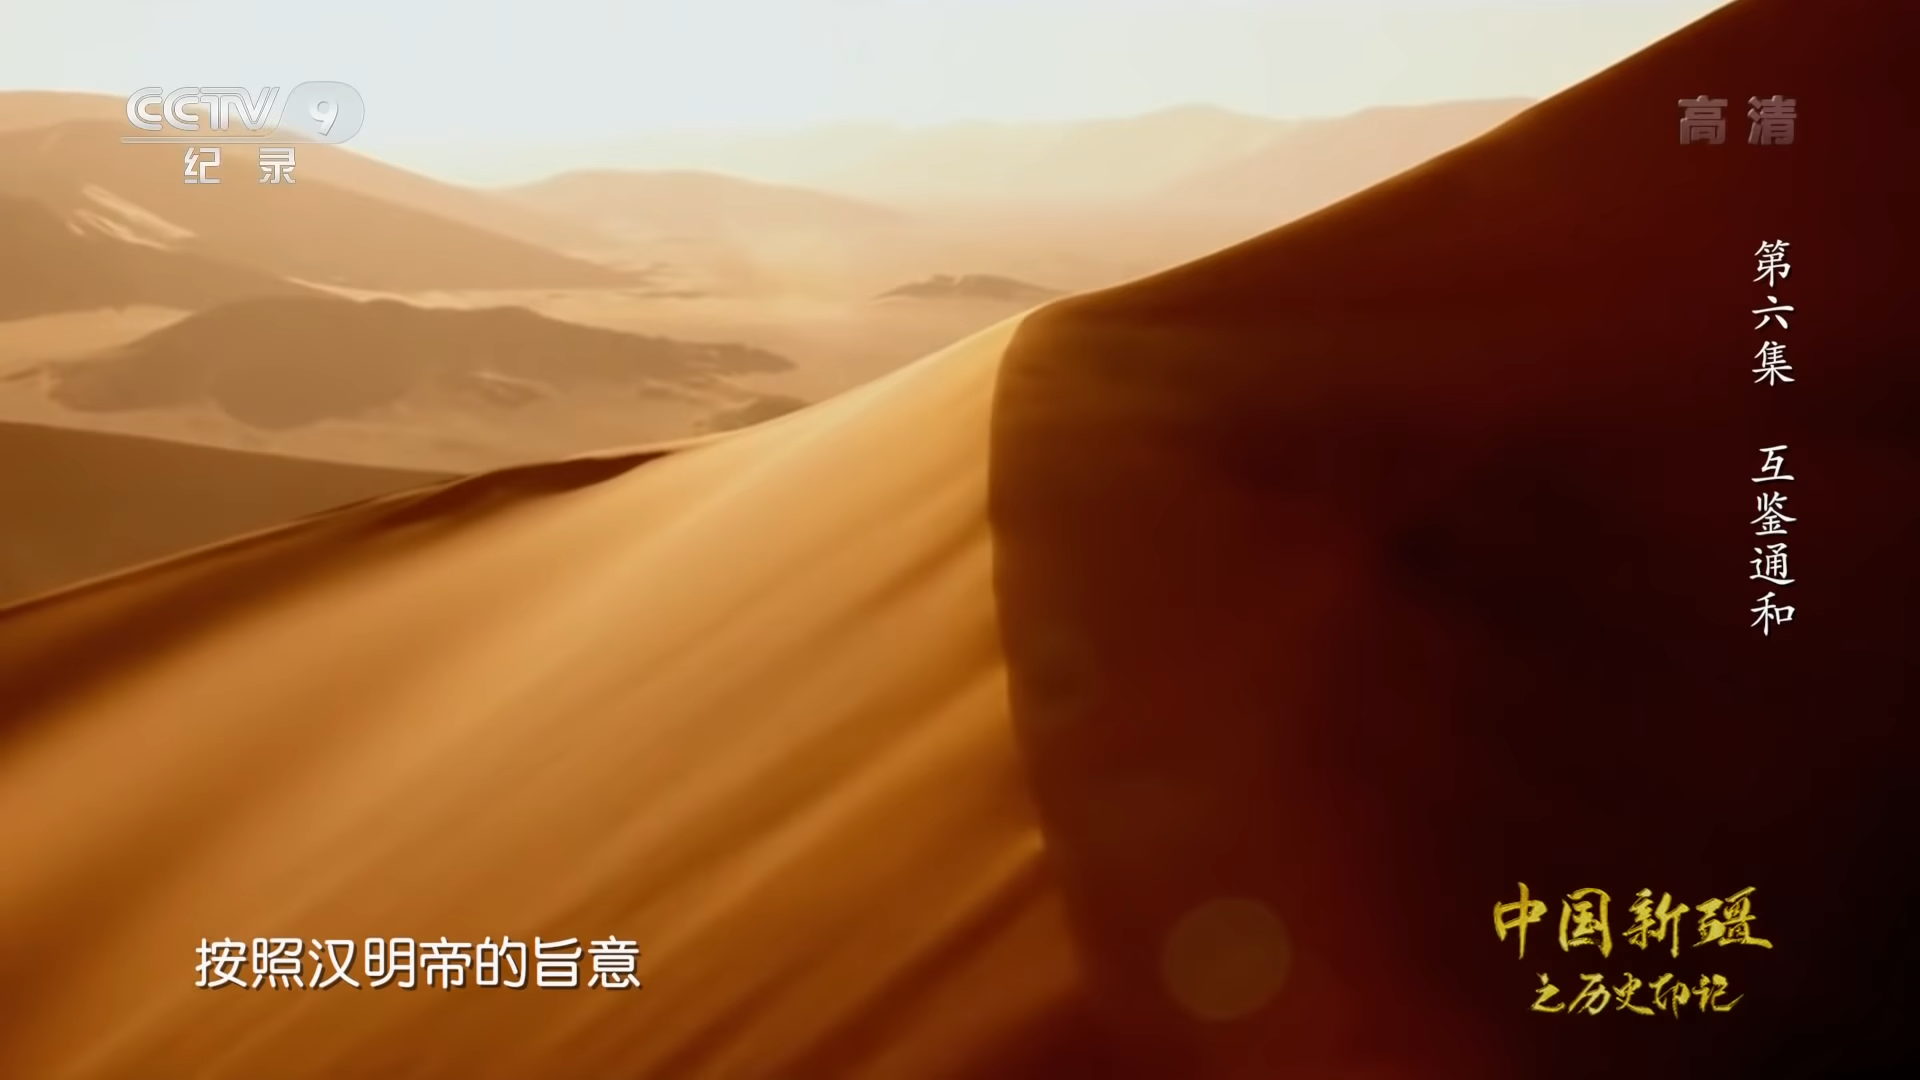 CCTV 9
纪 录
高清
第六集 互鉴通和
按照汉明帝的旨意
中国新疆
之历史印记